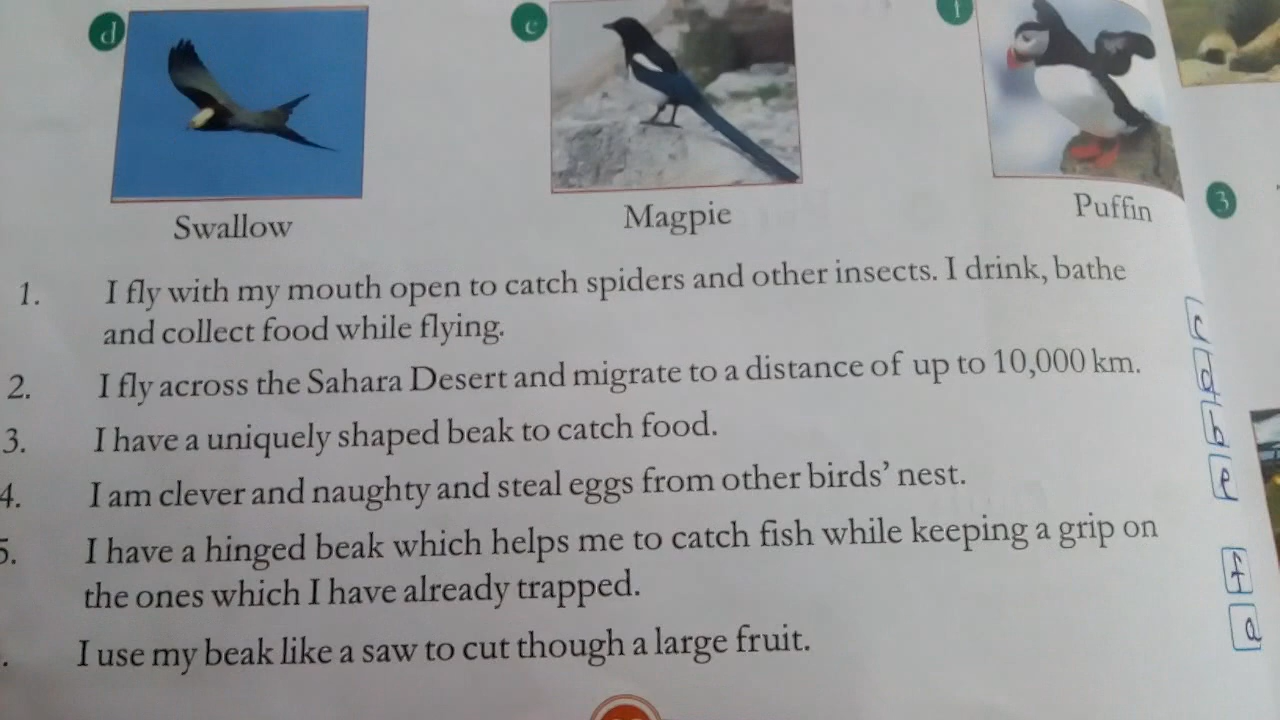 d
e
f
Swallow
Magpie
Puffin
3
1. I fly with my mouth open to catch spiders and other insects. I drink, bathe
and collect food while flying.
c
2. I fly across the Sahara Desert and migrate to a distance of up to 10,000 km.
d
3. I have a uniquely shaped beak to catch food.
b
4. I am clever and naughty and steal eggs from other birds' nest.
e
5. I have a hinged beak which helps me to catch fish while keeping a grip on
the ones which I have already trapped.
f
. I use my beak like a saw to cut though a large fruit.
a